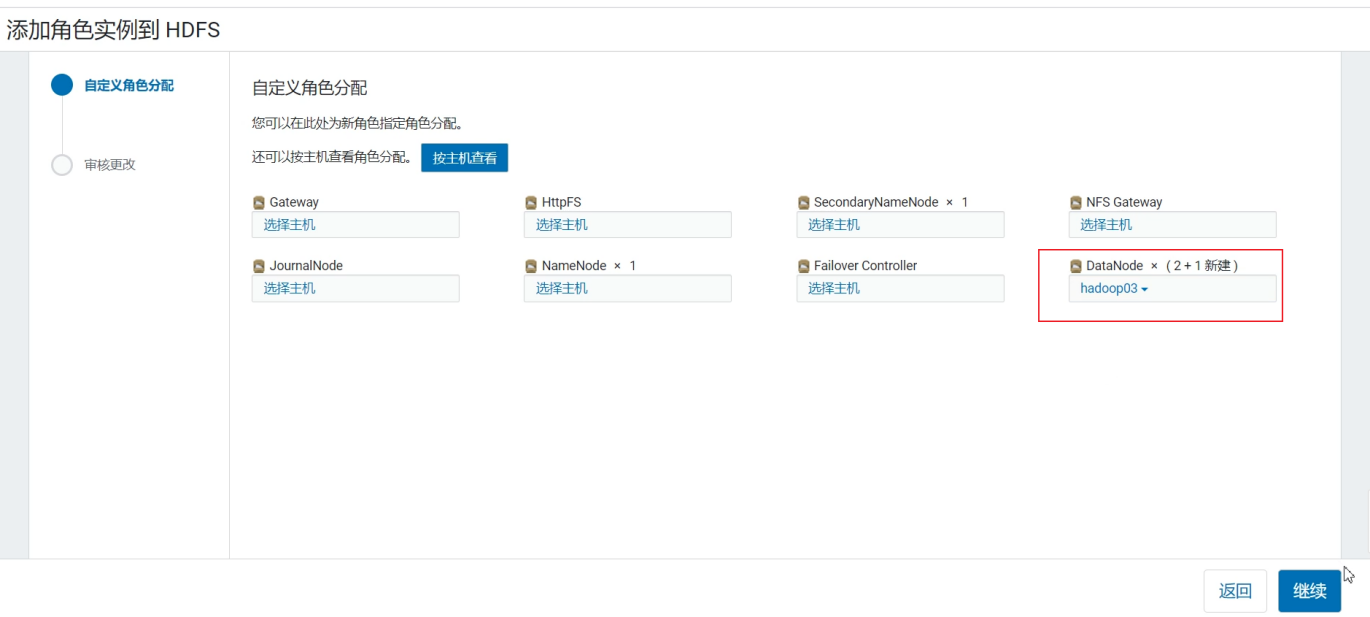 添加角色实例到 HDFS
自定义角色分配
审核更改
自定义角色分配
您可以在此处为新角色指定角色分配。
还可以按主机查看角色分配。 按主机查看
Gateway HttpFS SecondaryNameNode × 1 NFS Gateway
选择主机 选择主机 选择主机 选择主机
JournalNode NameNode × 1 Failover Controller DataNode × ( 2 + 1 新建 )
选择主机 选择主机 选择主机 hadoop03
返回 继续